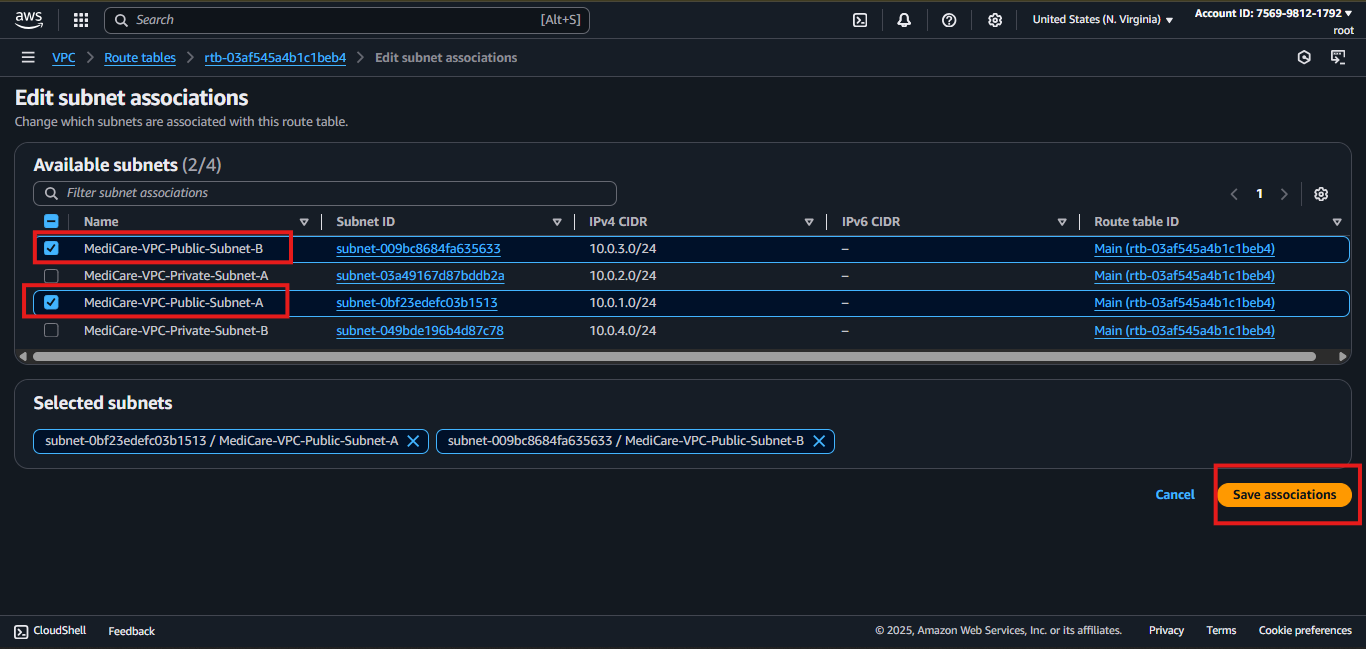 aws Search [Alt+S] United States (N. Virginia) Account ID: 7569-9812-1792
root
VPC Route tables rtb-03af545a4b1c1beb4 Edit subnet associations
Edit subnet associations
Change which subnets are associated with this route table.
Available subnets (2/4)
Filter subnet associations 1
Name Subnet ID IPv4 CIDR IPv6 CIDR Route table ID
MediCare-VPC-Public-Subnet-B subnet-009bc8684fa635633 10.0.3.0/24 – Main (rtb-03af545a4b1c1beb4)
MediCare-VPC-Private-Subnet-A subnet-03a49167d87bddb2a 10.0.2.0/24 – Main (rtb-03af545a4b1c1beb4)
MediCare-VPC-Public-Subnet-A subnet-0bf23edefc03b1513 10.0.1.0/24 – Main (rtb-03af545a4b1c1beb4)
MediCare-VPC-Private-Subnet-B subnet-049bde196b4d87c78 10.0.4.0/24 – Main (rtb-03af545a4b1c1beb4)
Selected subnets
subnet-0bf23edefc03b1513 / MediCare-VPC-Public-Subnet-A subnet-009bc8684fa635633 / MediCare-VPC-Public-Subnet-B
Cancel Save associations
CloudShell Feedback © 2025, Amazon Web Services, Inc. or its affiliates. Privacy Terms Cookie preferences